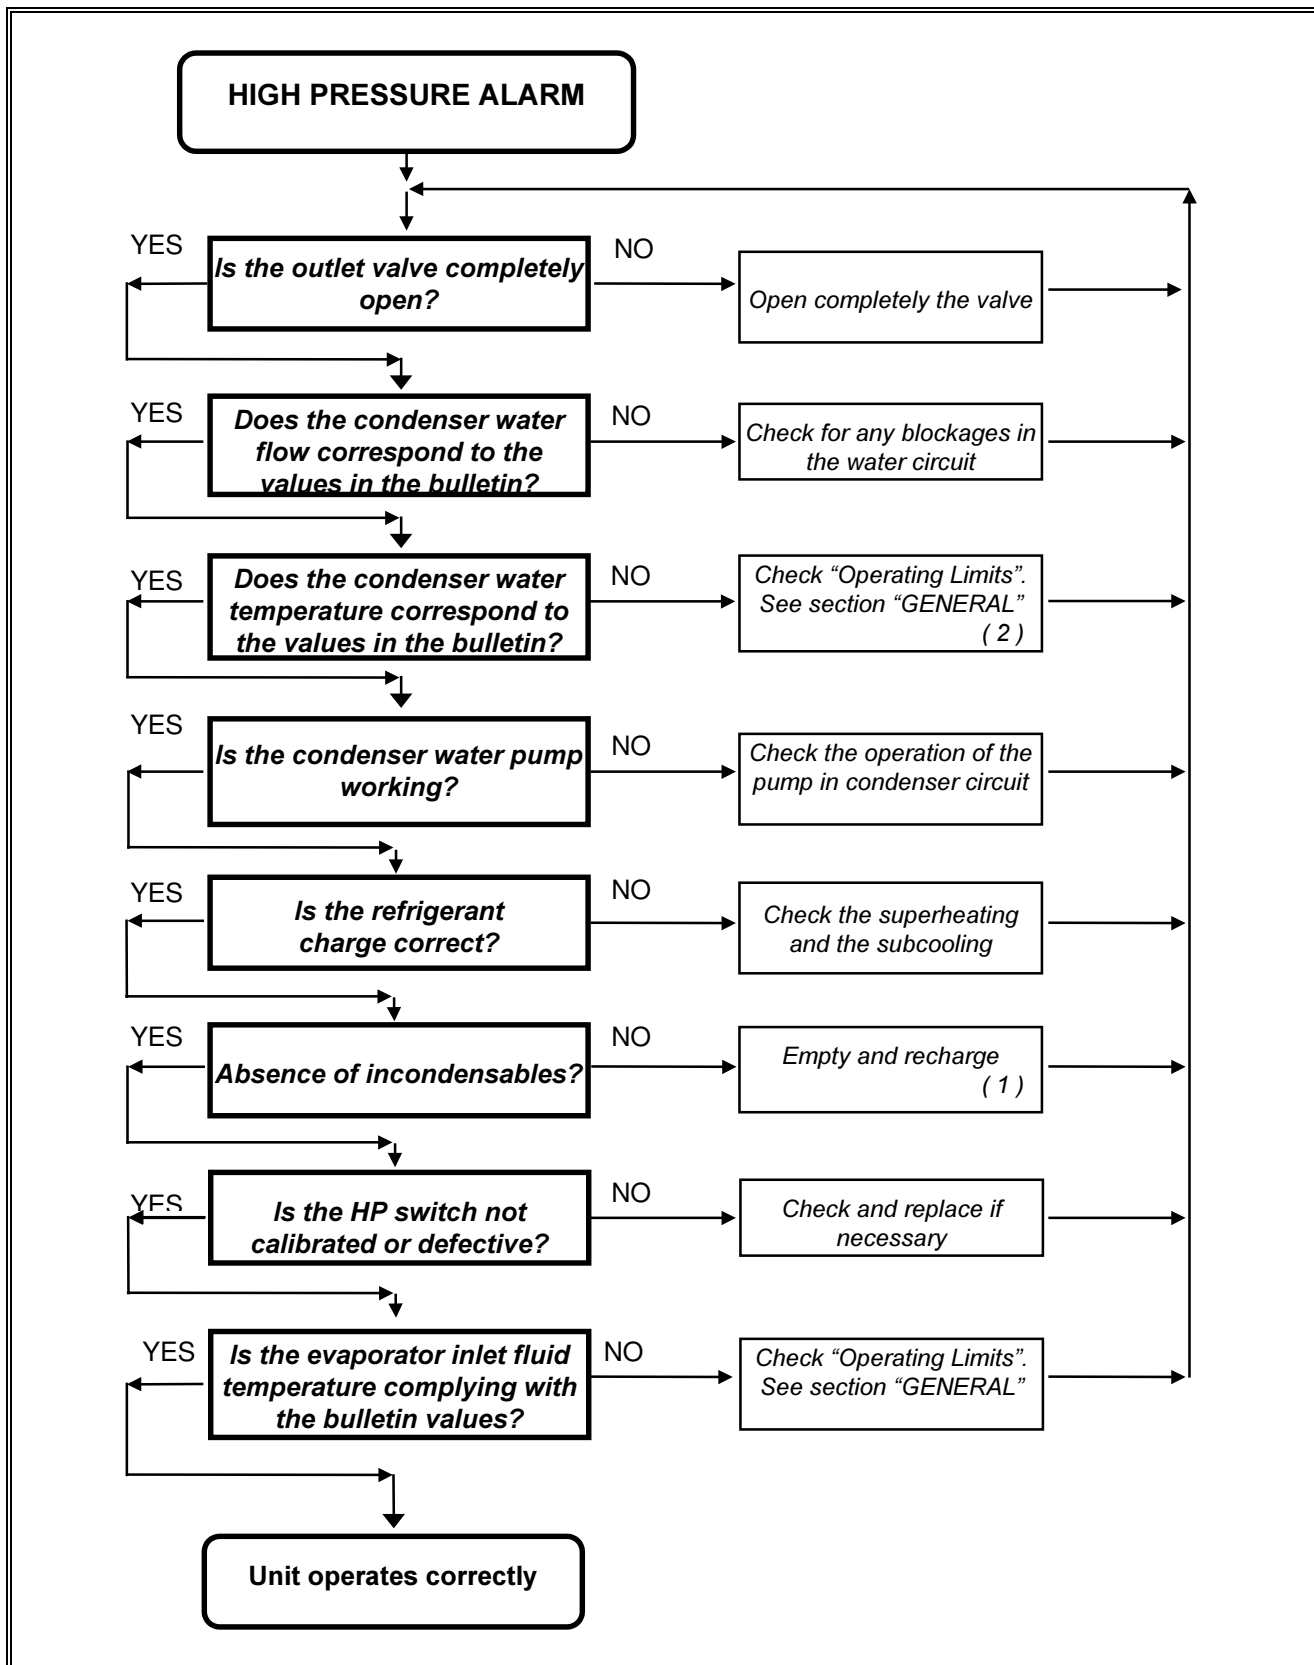 HIGH PRESSURE ALARM
YES
Is the outlet valve completely
open?
NO
Open completely the valve
YES
Does the condenser water
flow correspond to the
values in the bulletin?
NO
Check for any blockages in
the water circuit
YES
Does the condenser water
temperature correspond to
the values in the bulletin?
NO
Check “Operating Limits”.
See section “GENERAL”
( 2 )
YES
Is the condenser water pump
working?
NO
Check the operation of the
pump in condenser circuit
YES
Is the refrigerant
charge correct?
NO
Check the superheating
and the subcooling
YES
Absence of incondensables?
NO
Empty and recharge
( 1 )
YES
Is the HP switch not
calibrated or defective?
NO
Check and replace if
necessary
YES
Is the evaporator inlet fluid
temperature complying with
the bulletin values?
NO
Check “Operating Limits”.
See section “GENERAL”
Unit operates correctly